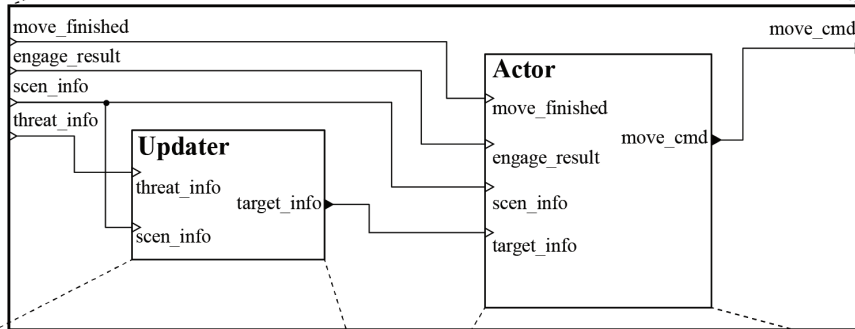 move_finished
engage_result
scen_info
threat_info
move_cmd
Updater
threat_info
target_info
scen_info
Actor
move_finished
move_cmd
engage_result
scen_info
target_info